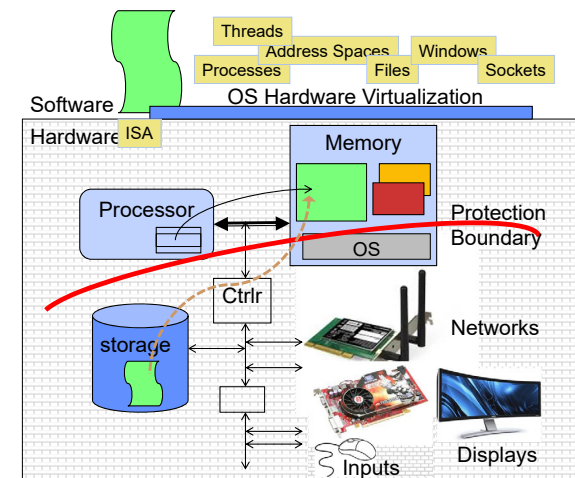 Threads
Address Spaces
Windows
Processes
Files
Sockets
Software
OS Hardware Virtualization
Hardware
ISA
Memory
Processor
Protection
Boundary
OS
Ctrlr
Networks
storage
Displays
Inputs